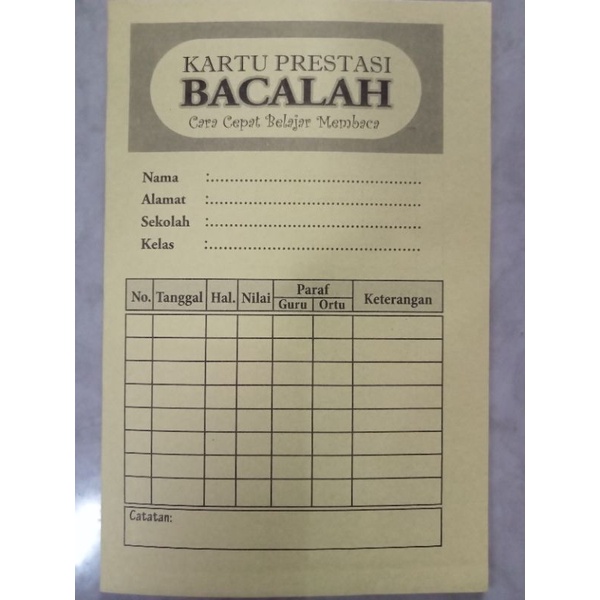 KARTU PRESTASI
BACALAH
Cara Cepat Belajar Membaca
Nama :..........................................
Alamat :..........................................
Sekolah :..........................................
Kelas :..........................................
No. Tanggal Hal. Nilai Paraf Keterangan
Guru Ortu
Catatan: